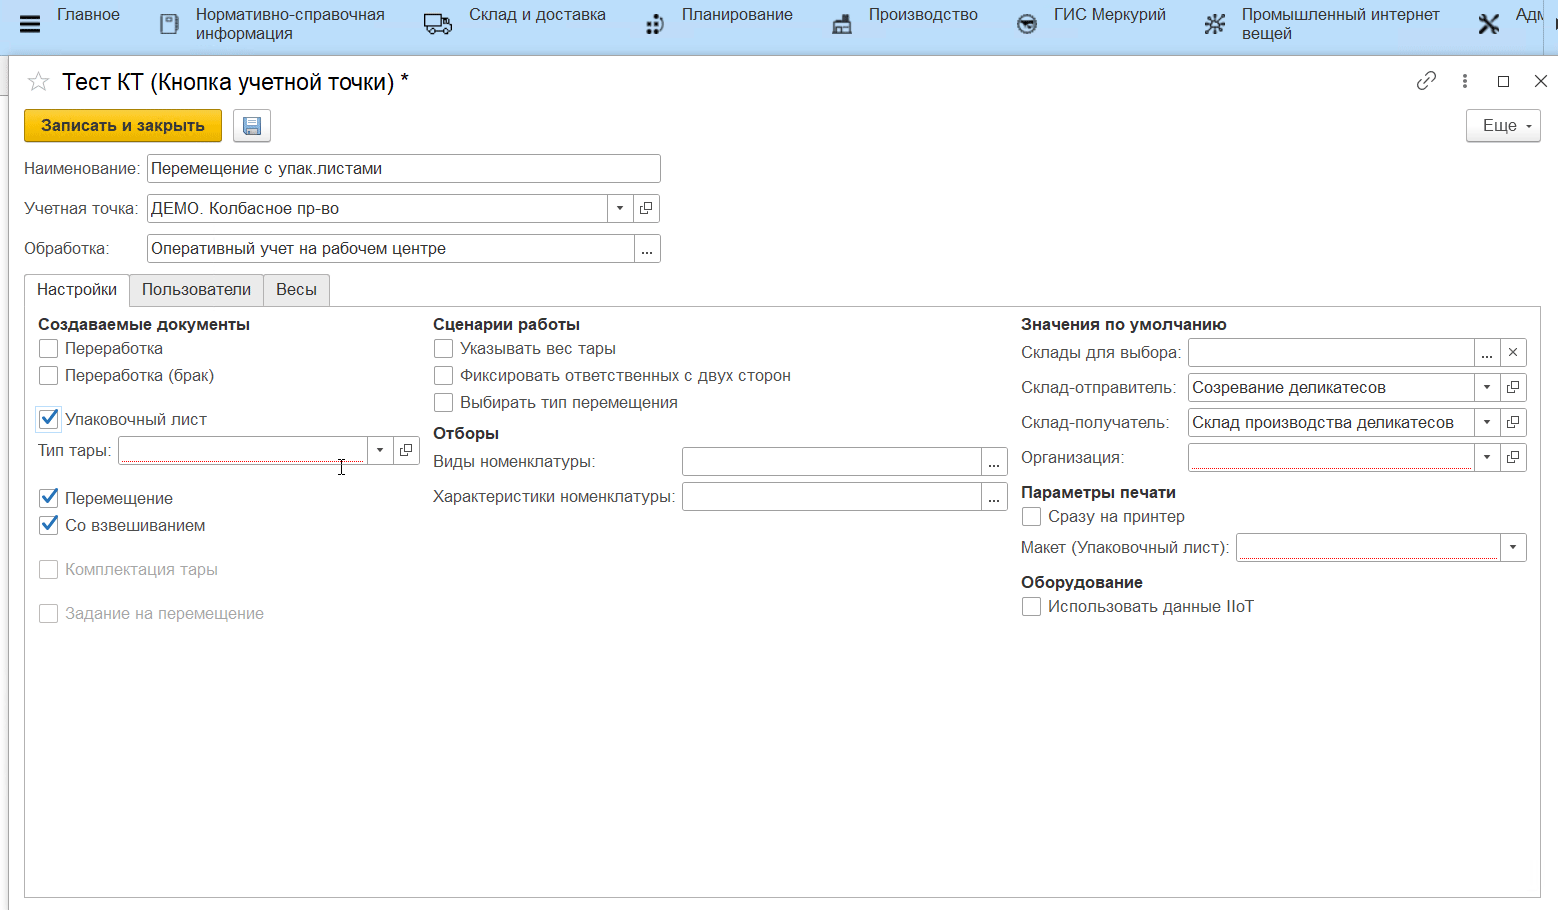 Главное
Нормативно-справочная
информация
Склад и доставка
Планирование
Производство
ГИС Меркурий
Промышленный интернет
вещей
Адм
Тест КТ (Кнопка учетной точки) *
Записать и закрыть
Еще
Наименование: Перемещение с упак.листами
Учетная точка: ДЕМО. Колбасное пр-во
Обработка: Оперативный учет на рабочем центре ...
Настройки Пользователи Весы
Создаваемые документы
Переработка
Переработка (брак)
Упаковочный лист
Тип тары:
Перемещение
Со взвешиванием
Комплектация тары
Задание на перемещение
Сценарии работы
Указывать вес тары
Фиксировать ответственных с двух сторон
Выбирать тип перемещения
Отборы
Виды номенклатуры: ...
Характеристики номенклатуры: ...
Значения по умолчанию
Склады для выбора: ... ×
Склад-отправитель: Созревание деликатесов
Склад-получатель: Склад производства деликатесов
Организация:
Параметры печати
Сразу на принтер
Макет (Упаковочный лист):
Оборудование
Использовать данные IIoT